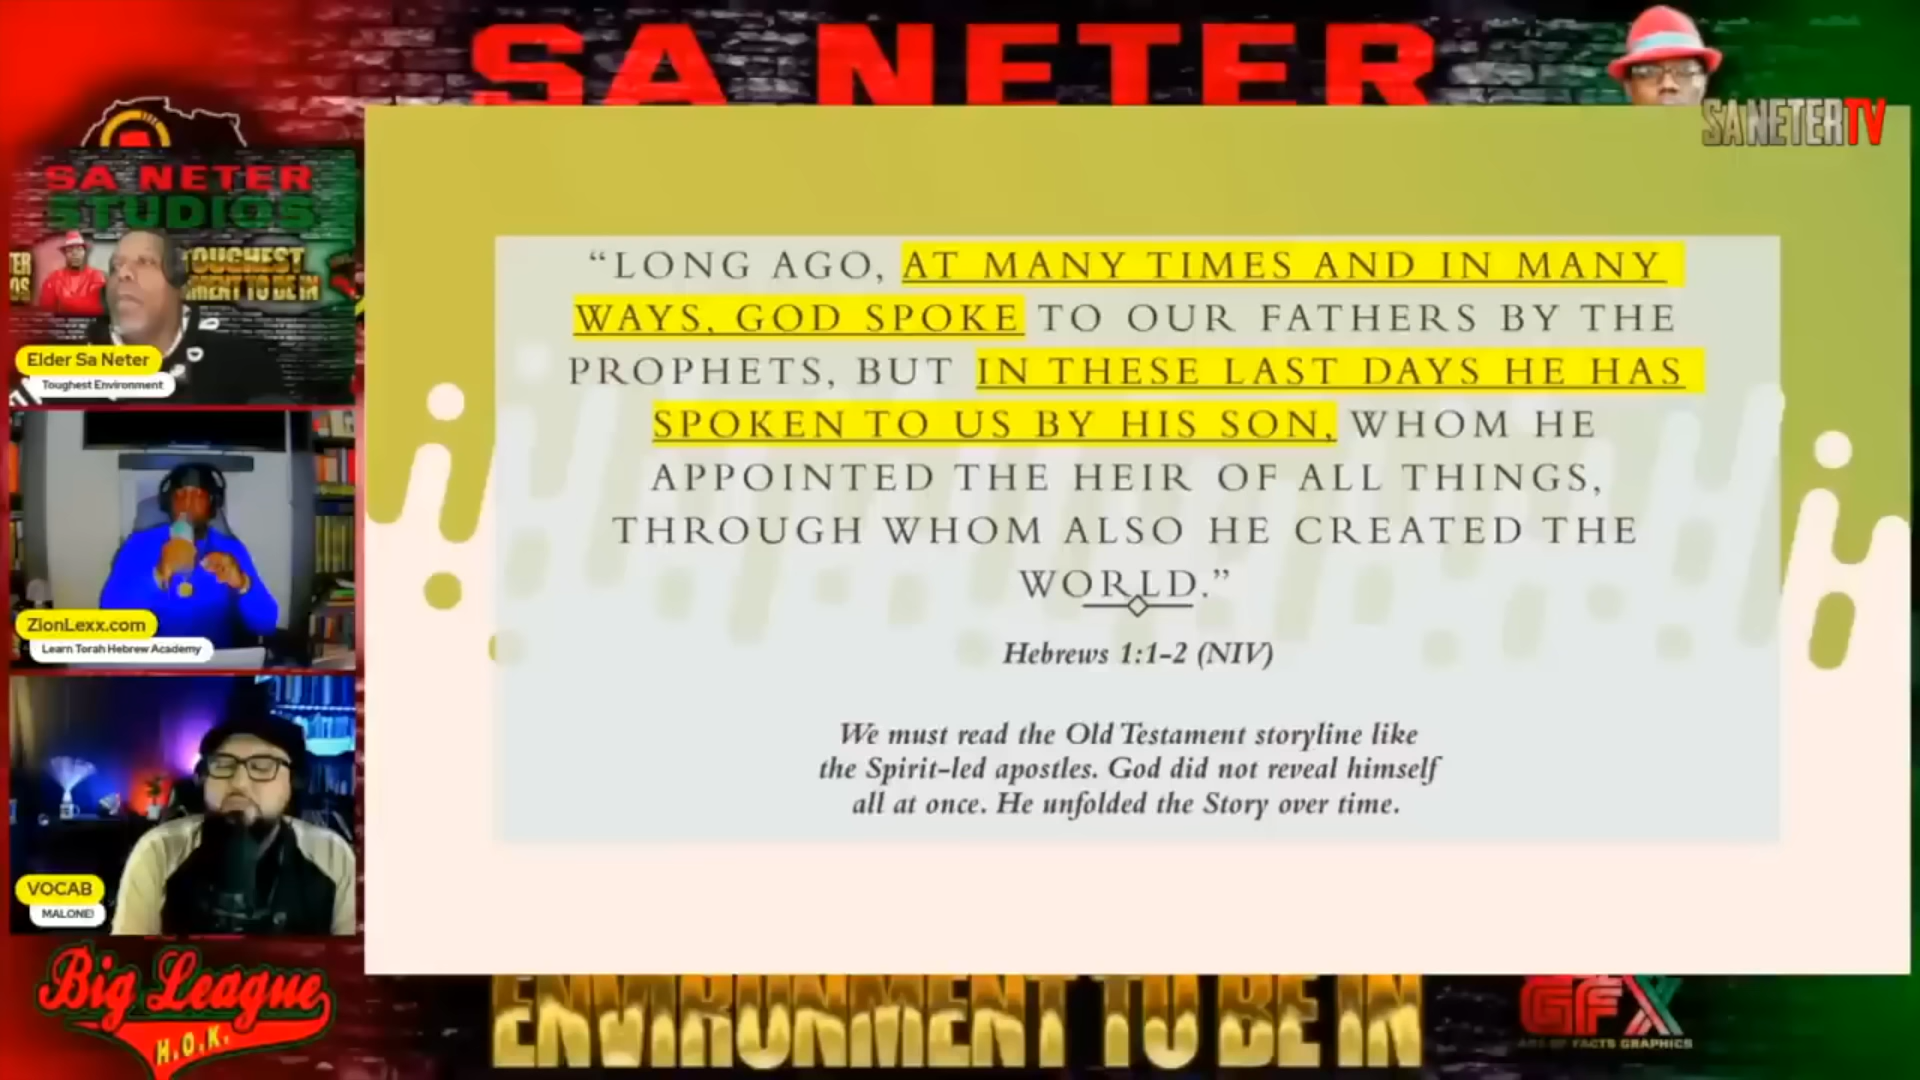 SA NETER
SANETERTV
SA NETER
STUDIOS
TOUGHEST
Elder Sa Neter
Toughest Environment
ZionLexx.com
Learn Torah Hebrew Academy
VOCAB
MALONE!
Big League
H.O.K.
“LONG AGO, AT MANY TIMES AND IN MANY
WAYS, GOD SPOKE TO OUR FATHERS BY THE
PROPHETS, BUT IN THESE LAST DAYS HE HAS
SPOKEN TO US BY HIS SON, WHOM HE
APPOINTED THE HEIR OF ALL THINGS,
THROUGH WHOM ALSO HE CREATED THE
WORLD.”
Hebrews 1:1-2 (NIV)
We must read the Old Testament storyline like
the Spirit-led apostles. God did not reveal himself
all at once. He unfolded the Story over time.
ENVIRONMENT TO BE IN
GFX
FACTS GRAPHICS